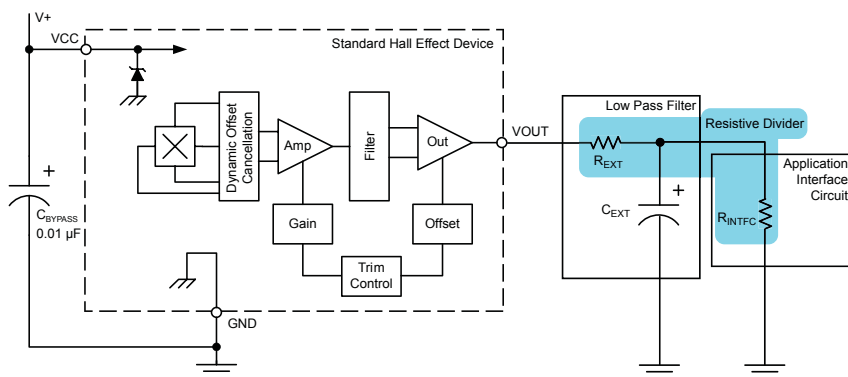 V+
VCC
Standard Hall Effect Device
Low Pass Filter
Resistive Divider
VOUT
Dynamic Offset
Cancellation
Amp
Filter
Out
REXT
Application
Interface
Circuit
+
CBYPASS
0.01 µF
Gain
Offset
+
CEXT
RINTFC
Trim
Control
GND